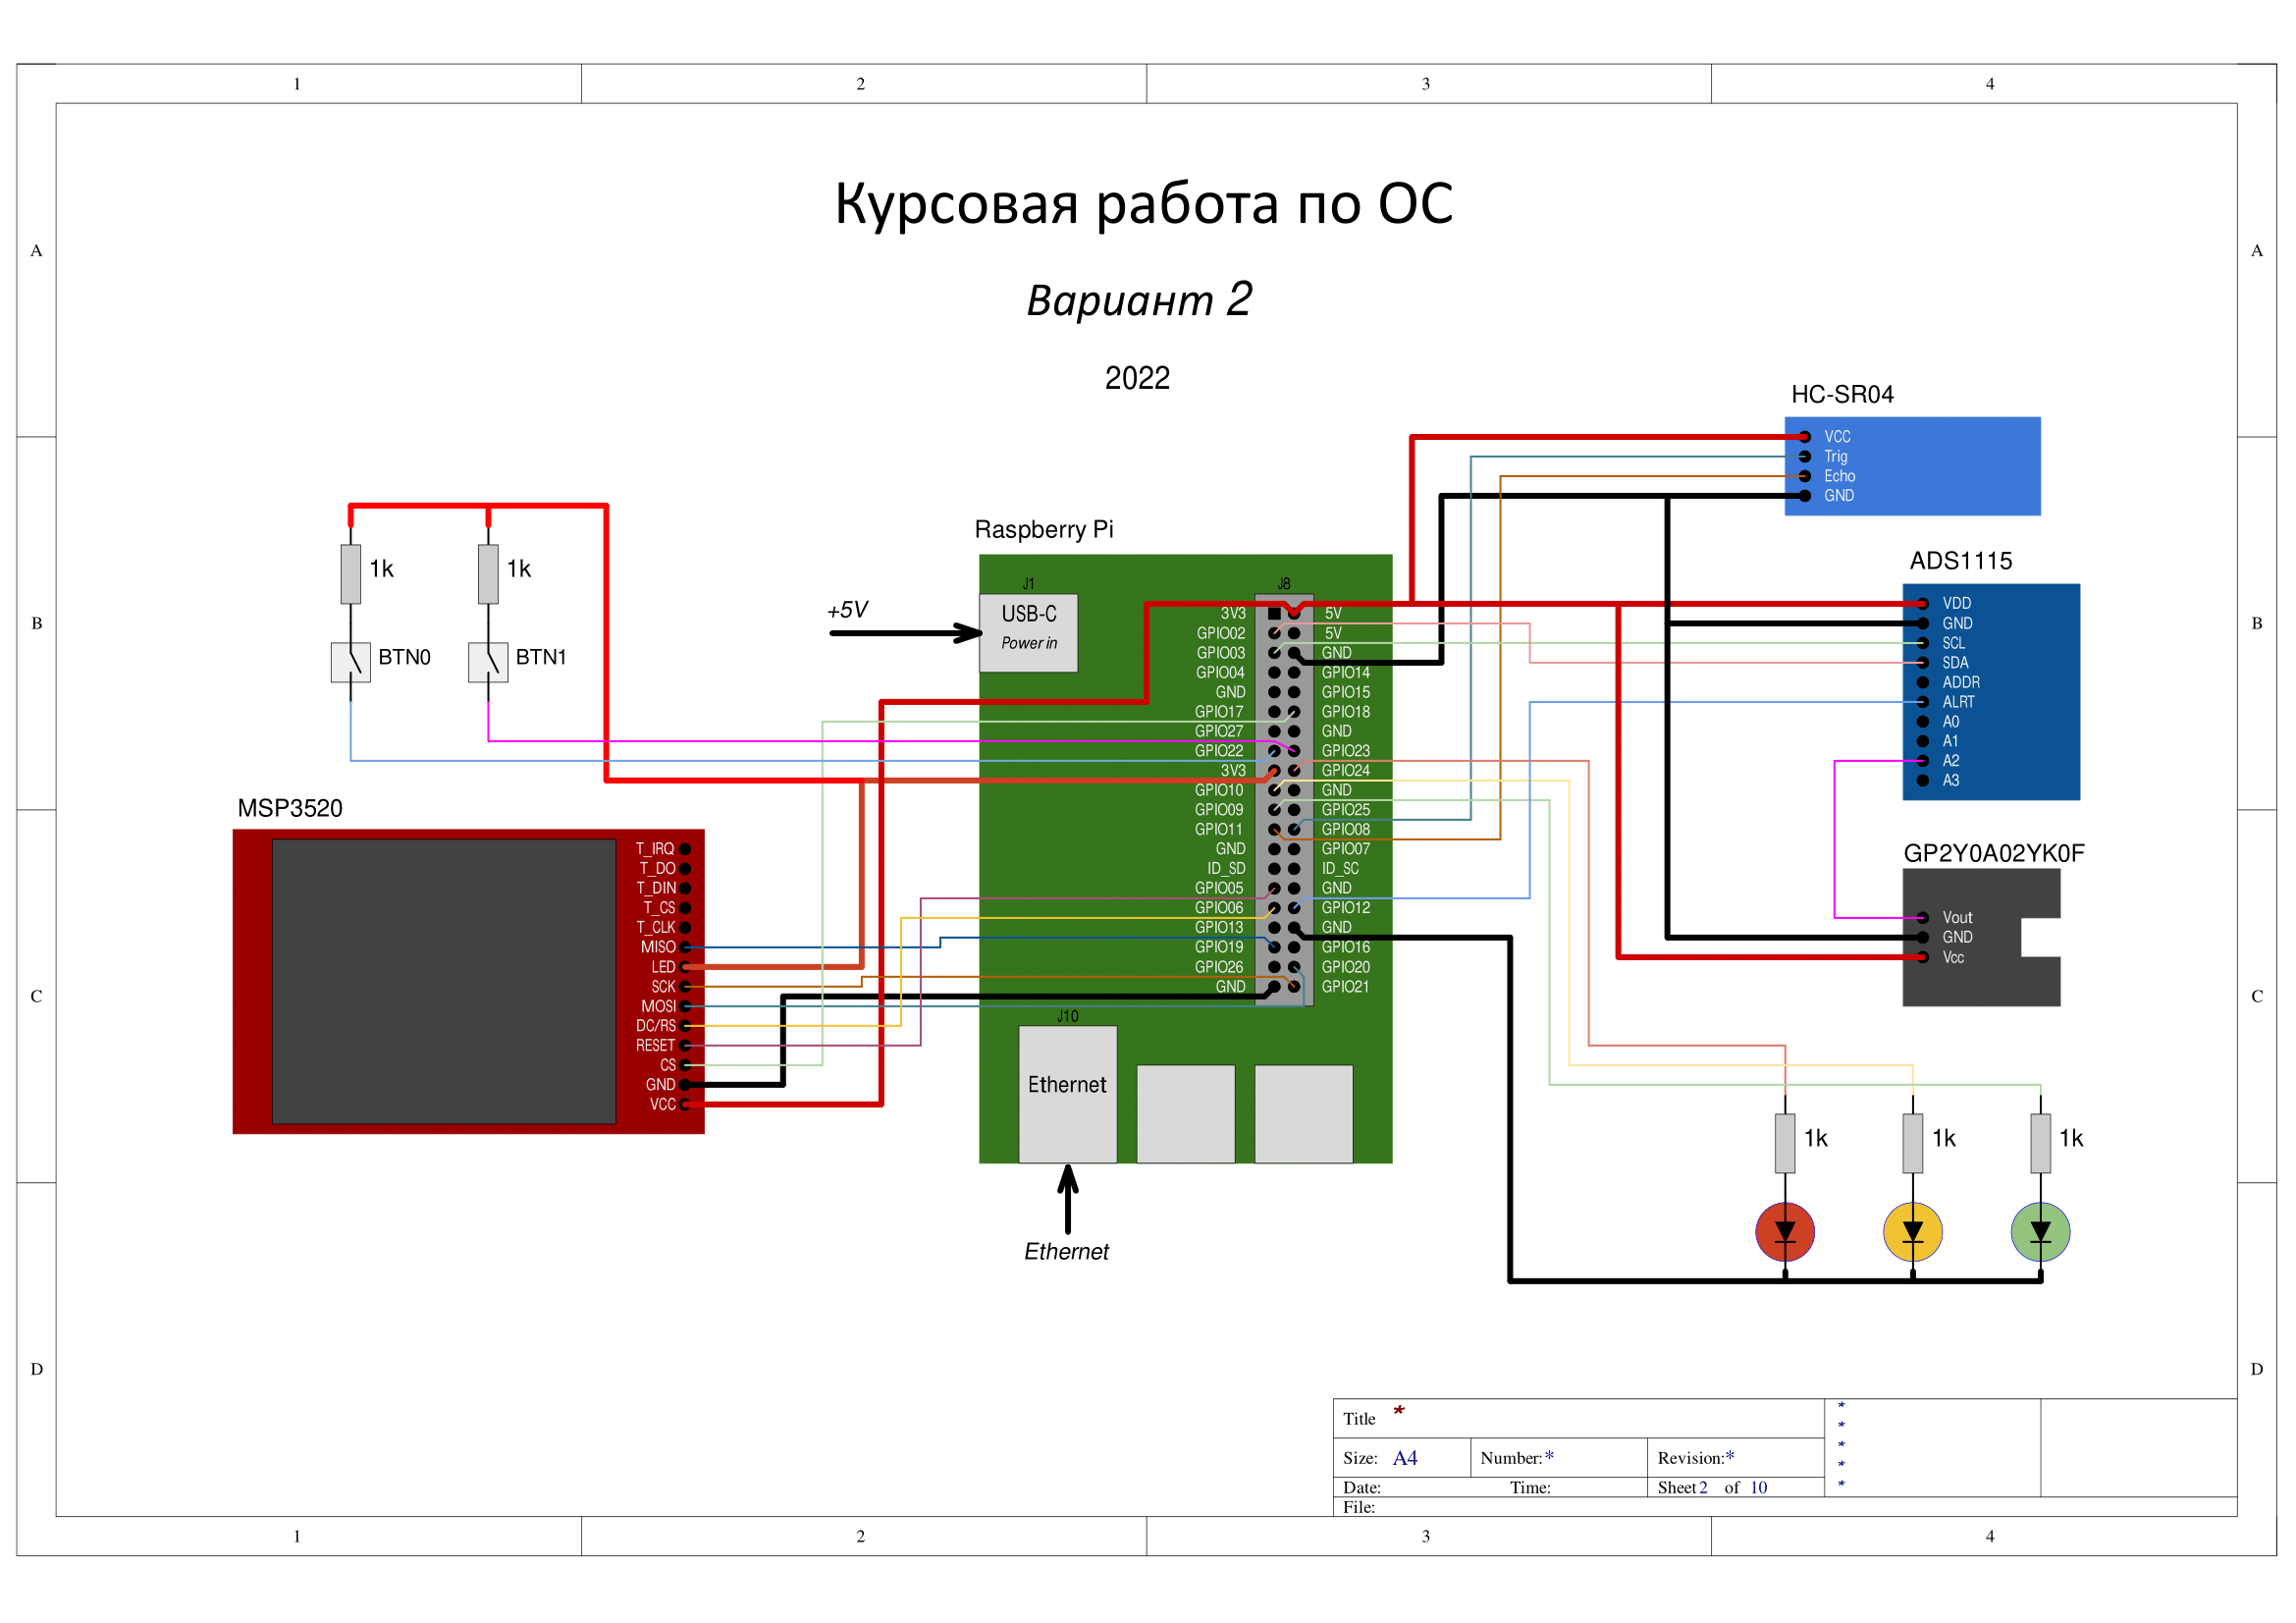 1 2 3 4
A A
Курсовая работа по ОС
Вариант 2
2022
HC-SR04
VCC
Trig
Echo
GND
Raspberry Pi
J1
USB-C
Power in
+5V
J8
3V3 5V
GPIO02 5V
GPIO03 GND
GPIO04 GPIO14
GND GPIO15
GPIO17 GPIO18
GPIO27 GND
GPIO22 GPIO23
3V3 GPIO24
GPIO10 GND
GPIO09 GPIO25
GPIO11 GPIO08
GND GPIO07
ID_SD ID_SC
GPIO05 GND
GPIO06 GPIO12
GPIO13 GND
GPIO19 GPIO16
GPIO26 GPIO20
GND GPIO21
J10
Ethernet
Ethernet
1k 1k
BTN0 BTN1
B B
ADS1115
VDD
GND
SCL
SDA
ADDR
ALRT
A0
A1
A2
A3
MSP3520
T_IRQ
T_DO
T_DIN
T_CS
T_CLK
MISO
LED
SCK
MOSI
DC/RS
RESET
CS
GND
VCC
GP2Y0A02YK0F
Vout
GND
Vcc
C C
1k 1k 1k
D D
Title *
Size: A4 Number: * Revision: *
Date: Time: Sheet 2 of 10
File:
*
*
*
*
*
1 2 3 4